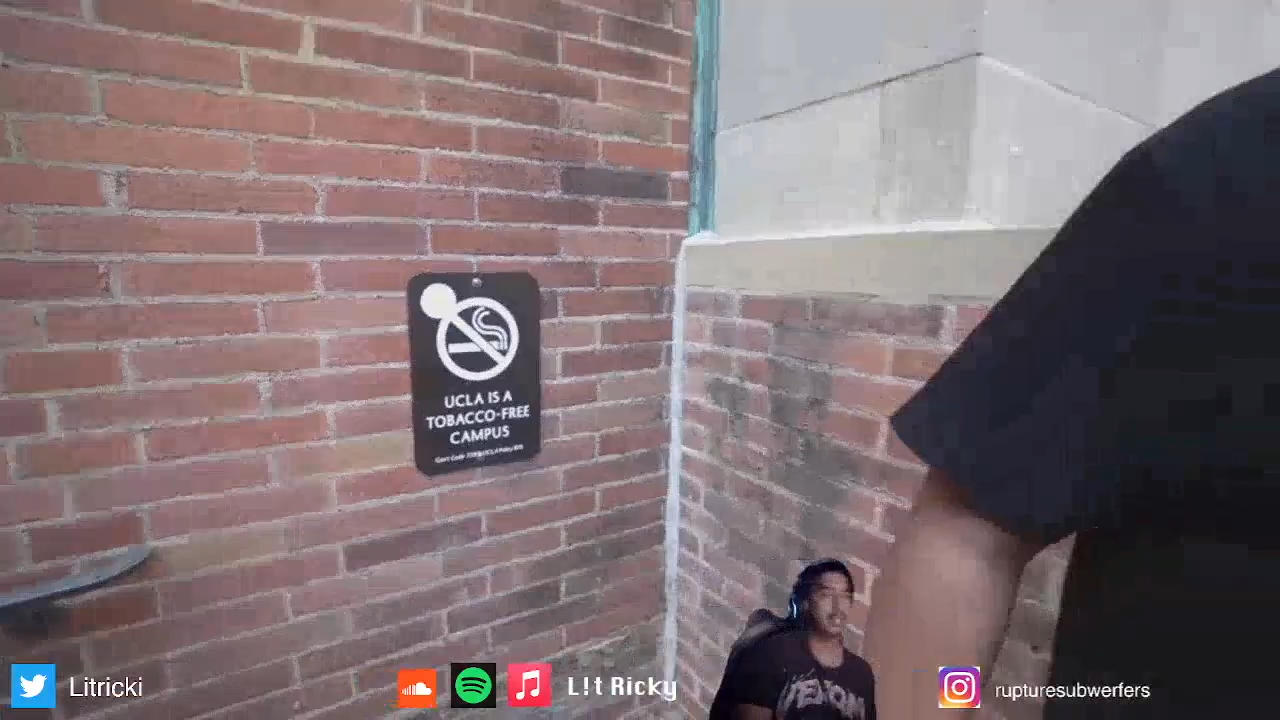 UCLA IS A
TOBACCO-FREE
CAMPUS
Litricki
L!t Ricky
rupturesubwerfers